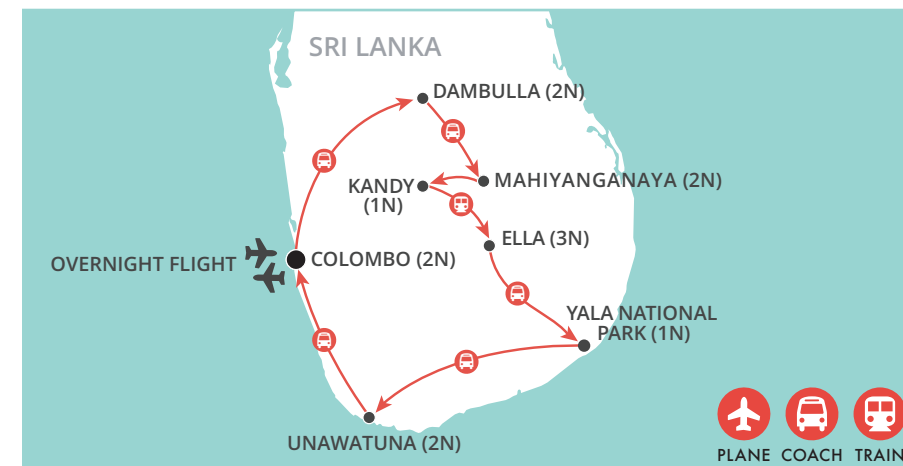 SRI LANKA
DAMBULLA (2N)
MAHIYANGANAYA (2N)
KANDY
(1N)
ELLA (3N)
OVERNIGHT FLIGHT
COLOMBO (2N)
YALA NATIONAL
PARK (1N)
UNAWATUNA (2N)
PLANE COACH TRAIN